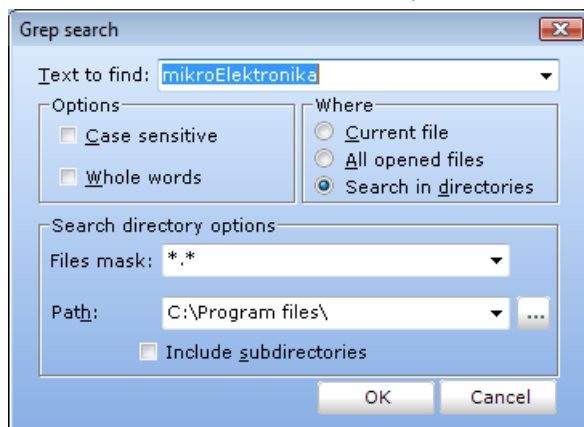 Grep search
Text to find: mikroElektronika
Options
Case sensitive
Whole words
Where
Current file
All opened files
Search in directories
Search directory options
Files mask: *.*
Path: C:\Program files\ ...
Include subdirectories
OK Cancel